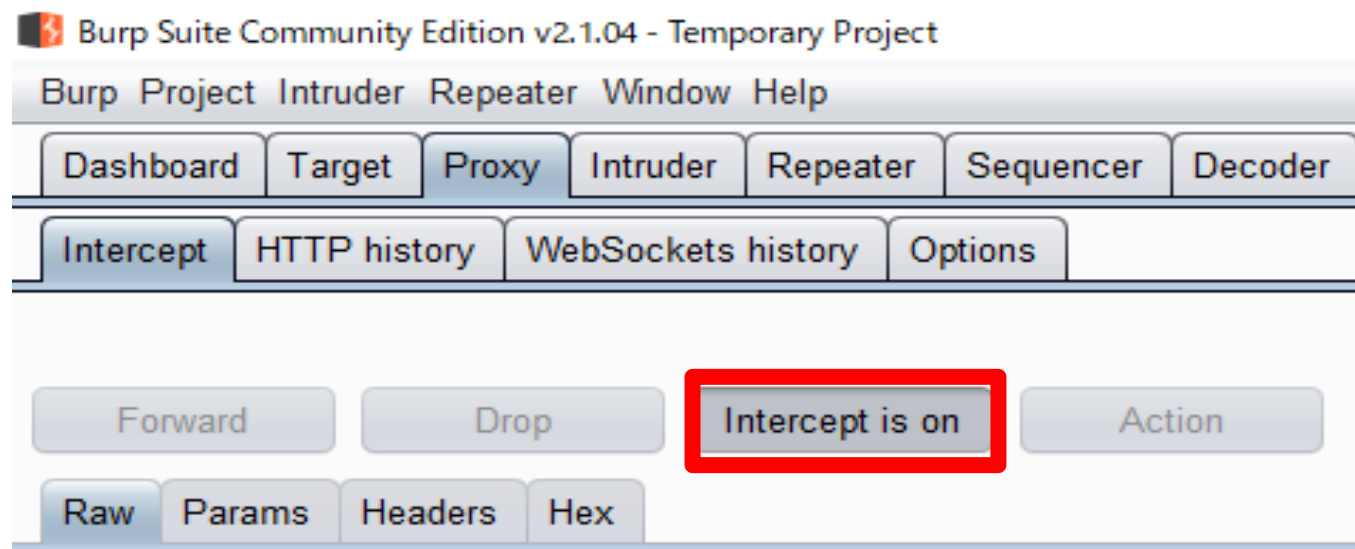 Burp Suite Community Edition v2.1.04 - Temporary Project
Burp Project Intruder Repeater Window Help
Dashboard Target Proxy Intruder Repeater Sequencer Decoder
Intercept HTTP history WebSockets history Options
Forward Drop Intercept is on Action
Raw Params Headers Hex